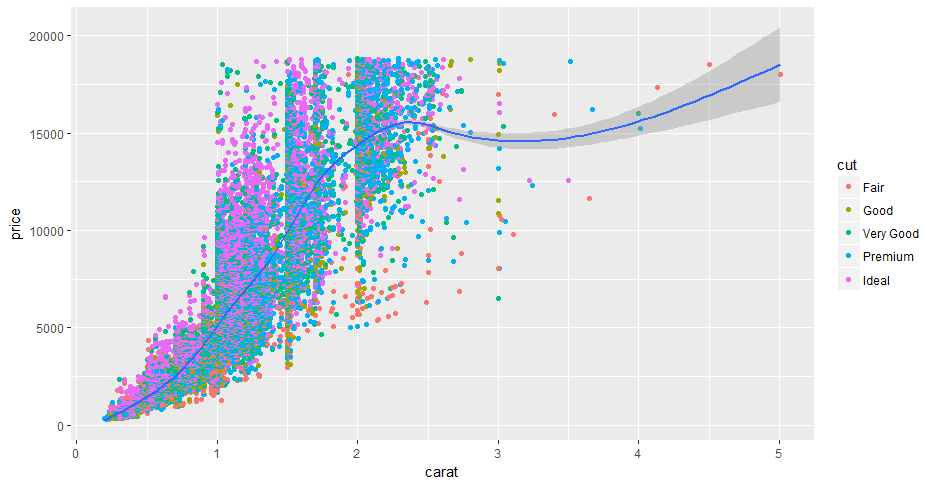 20000
15000
10000
5000
0
price
0 1 2 3 4 5
carat
cut
Fair
Good
Very Good
Premium
Ideal